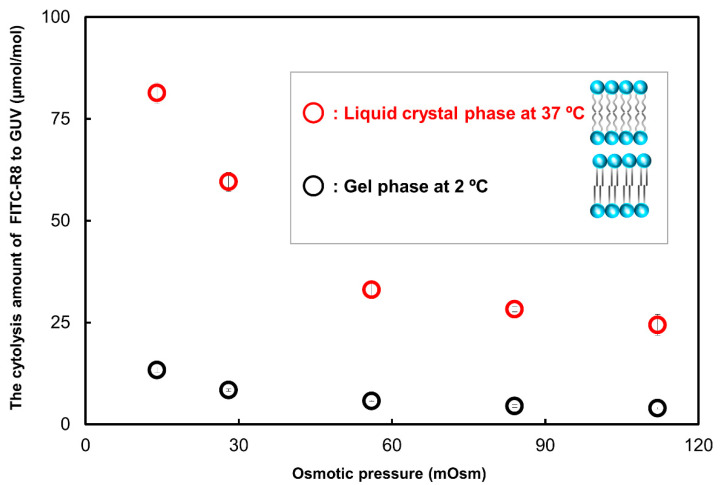 The cytolysis amount of FITC-R8 to GUV (μmol/mol)
100
75
50
25
0
: Liquid crystal phase at 37 ºC
: Gel phase at 2 ºC
0 30 60 90 120
Osmotic pressure (mOsm)